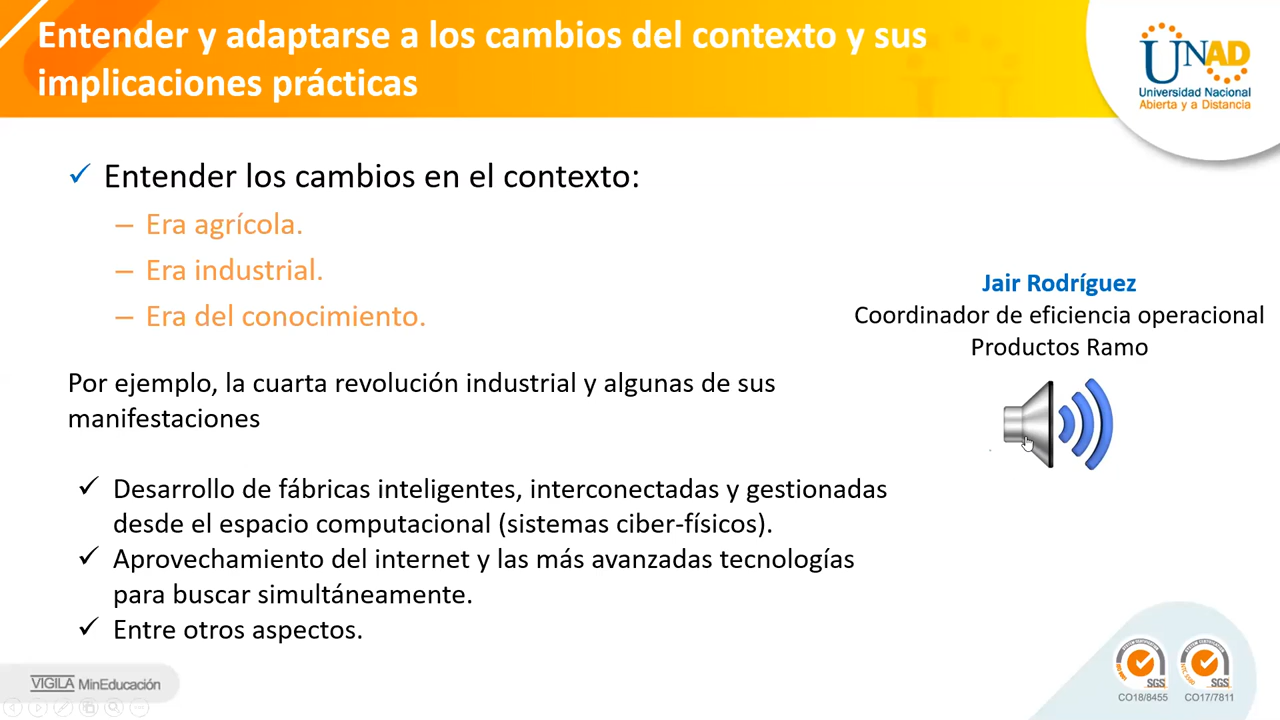 Entender y adaptarse a los cambios del contexto y sus
implicaciones prácticas
UNAD
Universidad Nacional
Abierta y a Distancia
✓ Entender los cambios en el contexto:
– Era agrícola.
– Era industrial.
– Era del conocimiento.
Jair Rodríguez
Coordinador de eficiencia operacional
Productos Ramo
Por ejemplo, la cuarta revolución industrial y algunas de sus
manifestaciones
✓ Desarrollo de fábricas inteligentes, interconectadas y gestionadas
desde el espacio computacional (sistemas ciber-físicos).
✓ Aprovechamiento del internet y las más avanzadas tecnologías
para buscar simultáneamente.
✓ Entre otros aspectos.
VIGILA MinEducación
SGS
SGS
CO18/8455
CO17/7811